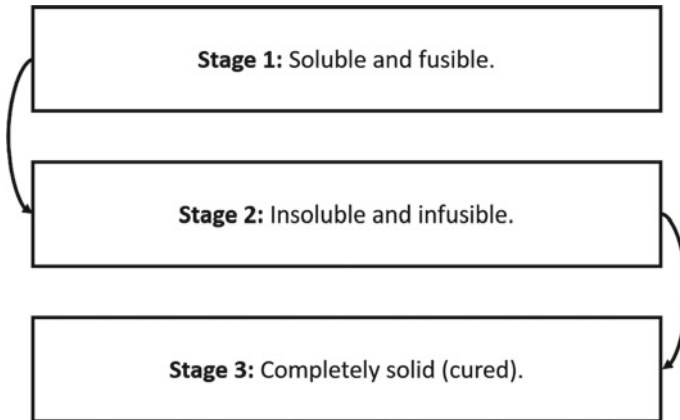 Stage 1: Soluble and fusible.
Stage 2: Insoluble and infusible.
Stage 3: Completely solid (cured).